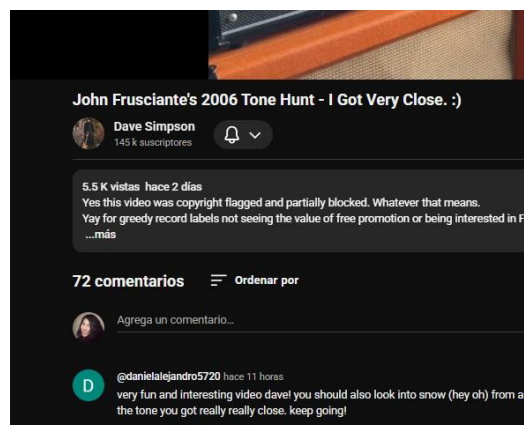 John Frusciante's 2006 Tone Hunt - I Got Very Close. :)
Dave Simpson
145 k suscriptores
5.5 K vistas hace 2 días
Yes this video was copyright flagged and partially blocked. Whatever that means.
Yay for greedy record labels not seeing the value of free promotion or being interested in F
...más
72 comentarios
Ordenar por
Agrega un comentario...
D
@danielalejandro5720 hace 11 horas
very fun and interesting video dave! you should also look into snow (hey oh) from a
the tone you got really really close. keep going!